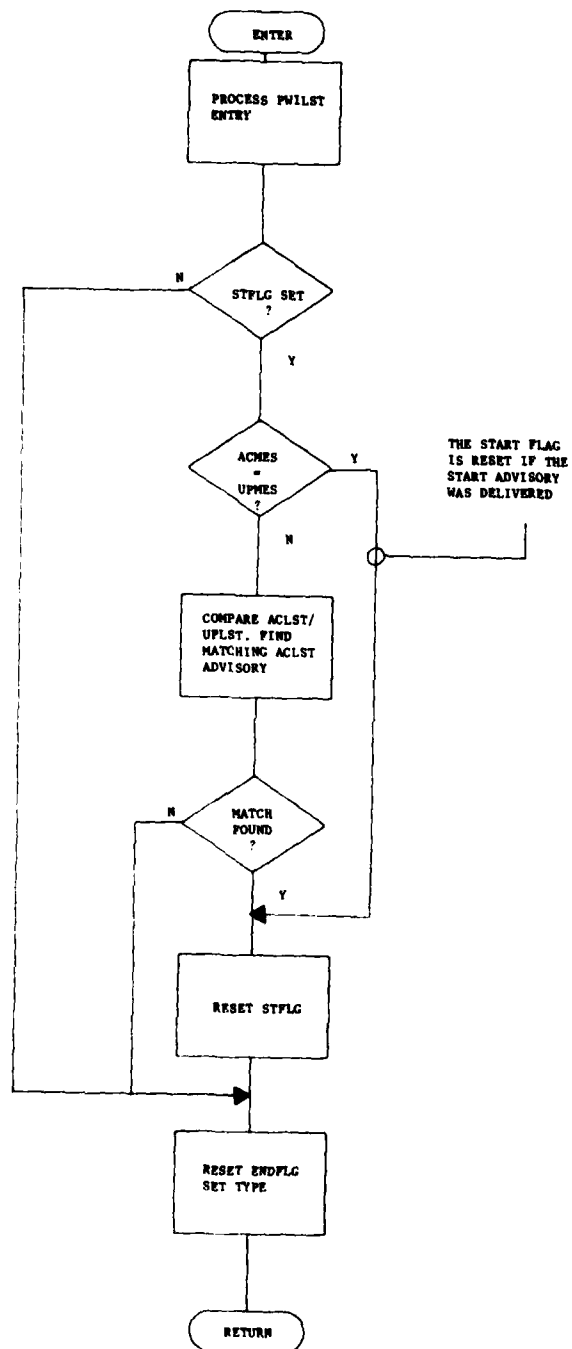 ENTER
PROCESS PWILST
ENTRY
N
STFLG SET
?
Y
ACMES
=
UPMES
?
Y
N
THE START FLAG
IS RESET IF THE
START ADVISORY
WAS DELIVERED
COMPARE ACLST/
UPLST. FIND
MATCHING ACLST
ADVISORY
N
MATCH
FOUND
?
Y
RESET STFLG
RESET ENDFLG
SET TYPE
RETURN